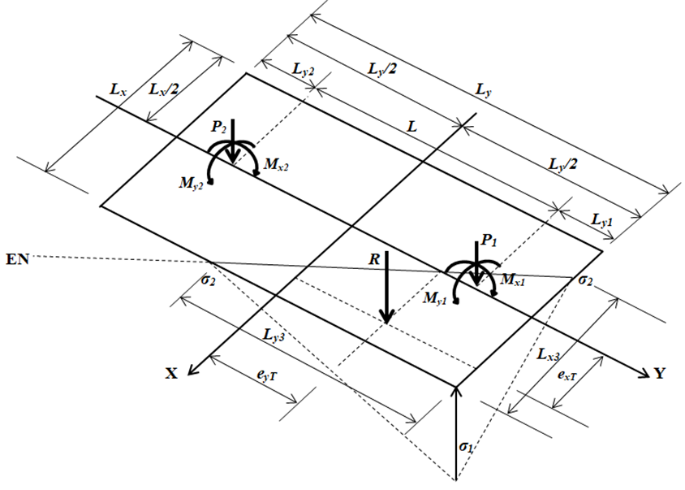 Ly
Lx
Lx/2
Ly2
Ly/2
L
Ly/2
Ly1
P2
Mx2
My2
P1
Mx1
My1
R
EN
σ2
σ2
Ly3
Lx3
X
eyT
exT
Y
σ1